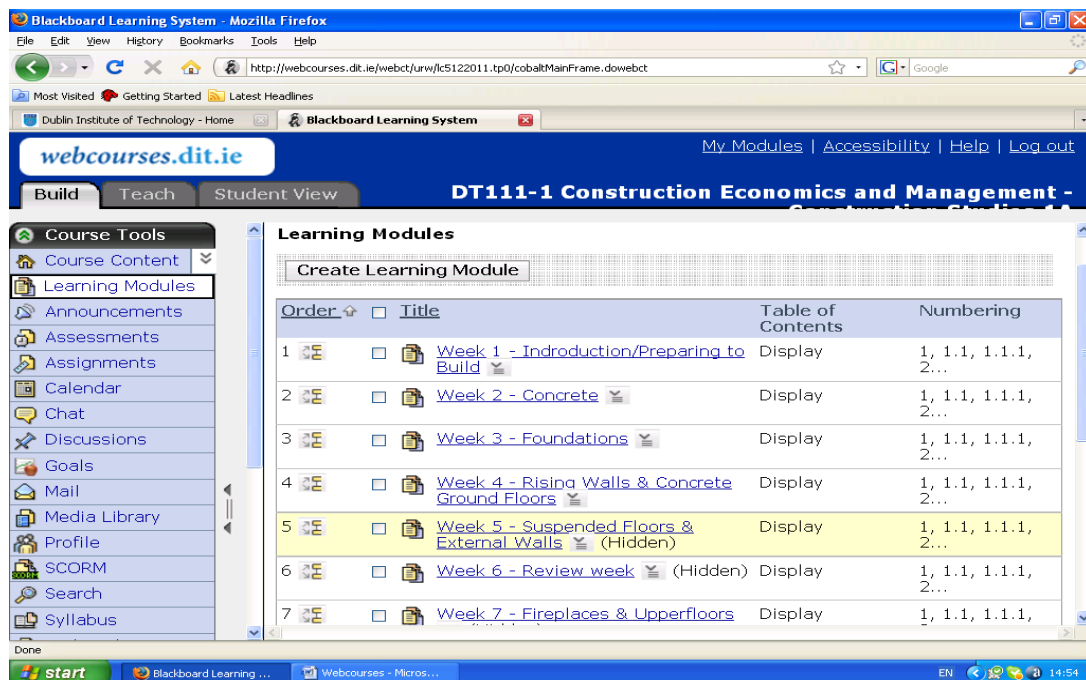 Blackboard Learning System - Mozilla Firefox
File Edit View History Bookmarks Tools Help
http://webcourses.dit.ie/webct/urw/lc5122011.tp0/cobaltMainFrame.dowebct
Google
Most Visited Getting Started Latest Headlines
Dublin Institute of Technology - Home Blackboard Learning System
webcourses.dit.ie
My Modules | Accessibility | Help | Log out
Build Teach Student View
DT111-1 Construction Economics and Management -
Construction Studies 1A
Course Tools
Course Content
Learning Modules
Announcements
Assessments
Assignments
Calendar
Chat
Discussions
Goals
Mail
Media Library
Profile
SCORM
Search
Syllabus
Learning Modules
Create Learning Module
Order Title Table of Contents Numbering
1 Week 1 - Indroduction/Preparing to Display 1, 1.1, 1.1.1,
Build 2...
2 Week 2 - Concrete Display 1, 1.1, 1.1.1,
2...
3 Week 3 - Foundations Display 1, 1.1, 1.1.1,
2...
4 Week 4 - Rising Walls & Concrete Display 1, 1.1, 1.1.1,
Ground Floors 2...
5 Week 5 - Suspended Floors & Display 1, 1.1, 1.1.1,
External Walls (Hidden) 2...
6 Week 6 - Review week (Hidden) Display 1, 1.1, 1.1.1,
2...
7 Week 7 - Fireplaces & Upperfloors Display 1, 1.1, 1.1.1,
Done
start Blackboard Learning ... Webcourses - Micros... EN 14:54